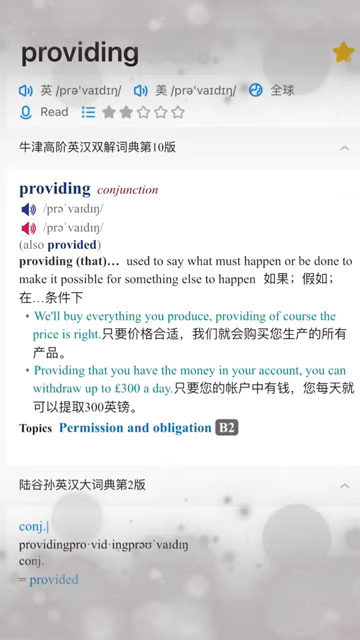 providing
英 /prə'vaɪdɪŋ/ 美 /prə'vaɪdɪŋ/ 全球
Read
牛津高阶英汉双解词典第10版
providing conjunction
/prəˈvaɪdɪŋ/
/prəˈvaɪdɪŋ/
(also provided)
providing (that)… used to say what must happen or be done to
make it possible for something else to happen 如果；假如；
在…条件下
• We'll buy everything you produce, providing of course the
price is right.只要价格合适，我们就会购买您生产的所有
产品。
• Providing that you have the money in your account, you can
withdraw up to £300 a day.只要您的帐户中有钱，您每天就
可以提取300英镑。
Topics Permission and obligation B2
陆谷孙英汉大词典第2版
conj.|
providingpro·vid·ingprəʊˈvaɪdɪŋ
conj.
= provided